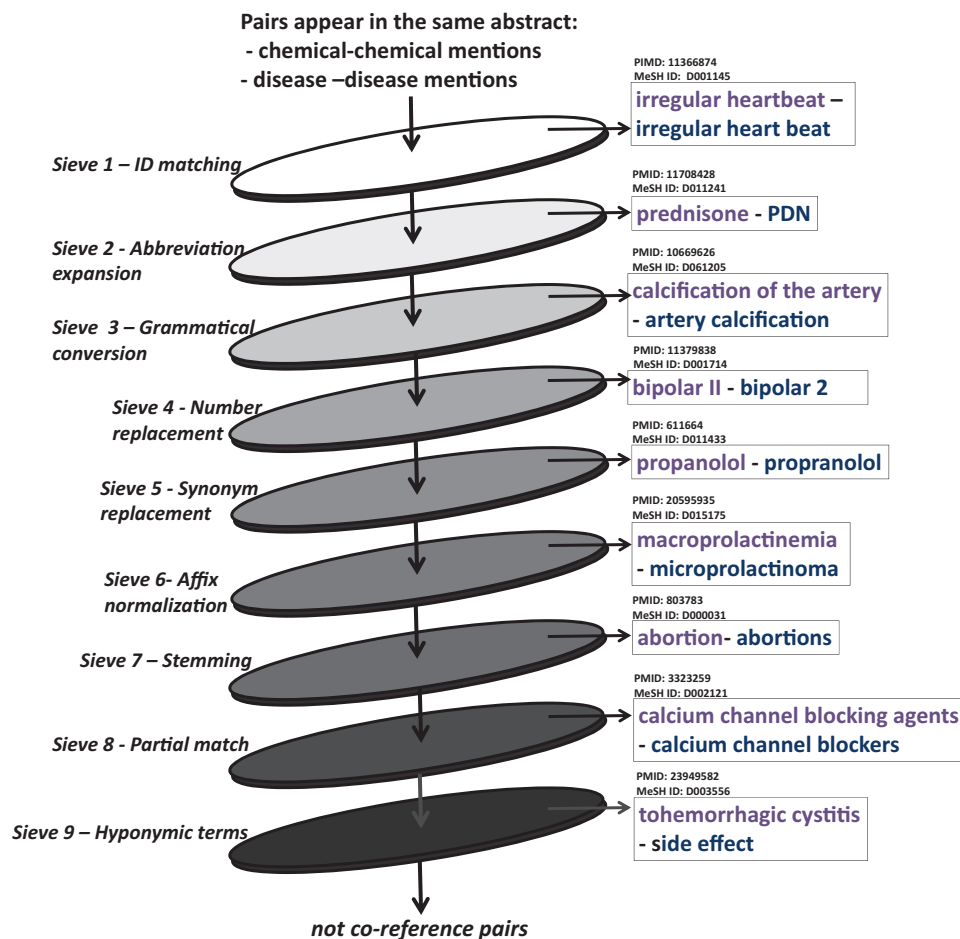 Pairs appear in the same abstract:
- chemical-chemical mentions
- disease –disease mentions
PIMD: 11366874
MeSH ID: D001145
irregular heartbeat –
irregular heart beat
Sieve 1 – ID matching
PMID: 11708428
MeSH ID: D011241
prednisone - PDN
Sieve 2 - Abbreviation
expansion
PMID: 10669626
MeSH ID: D061205
calcification of the artery
- artery calcification
Sieve 3 – Grammatical
conversion
PMID: 11379838
MeSH ID: D001714
bipolar II - bipolar 2
Sieve 4 - Number
replacement
PMID: 611664
MeSH ID: D011433
propanolol - propranolol
Sieve 5 - Synonym
replacement
PMID: 20595935
MeSH ID: D015175
macroprolactinemia
- microprolactinoma
Sieve 6- Affix
normalization
PMID: 803783
MeSH ID: D000031
abortion- abortions
Sieve 7 – Stemming
PMID: 3323259
MeSH ID: D002121
calcium channel blocking agents
- calcium channel blockers
Sieve 8 - Partial match
PMID: 23949582
MeSH ID: D003556
tohemorrhagic cystitis
- side effect
Sieve 9 – Hyponymic terms
not co-reference pairs